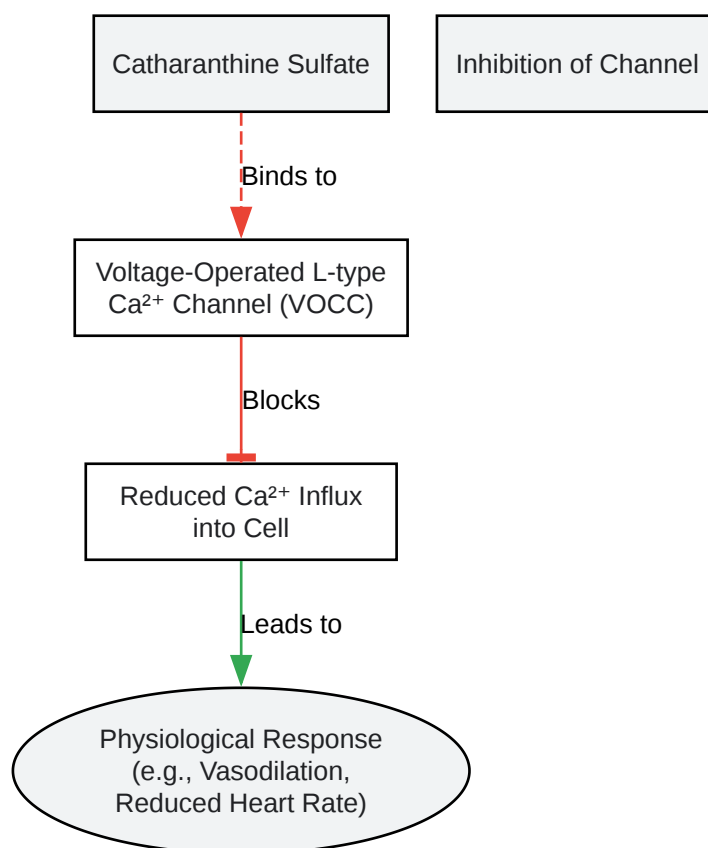 Catharanthine Sulfate
Inhibition of Channel
Binds to
Voltage-Operated L-type
Ca²⁺ Channel (VOCC)
Blocks
Reduced Ca²⁺ Influx
into Cell
Leads to
Physiological Response
(e.g., Vasodilation,
Reduced Heart Rate)